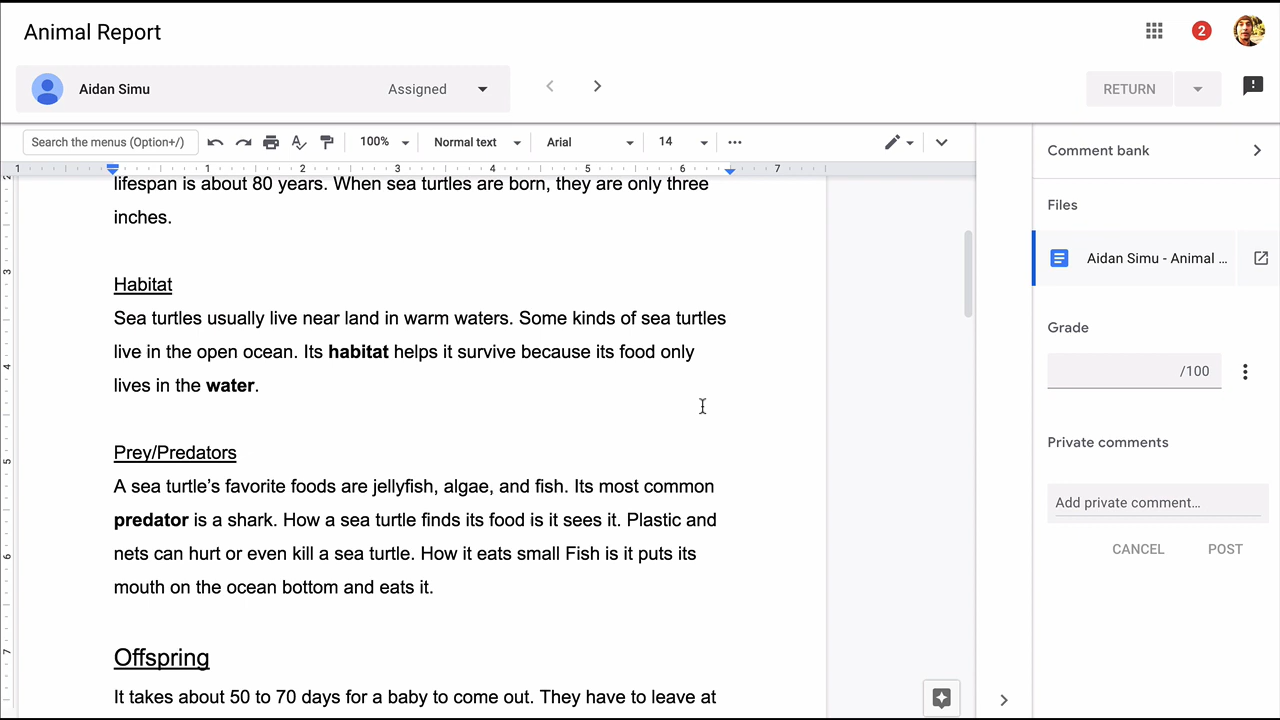 Animal Report
2
Aidan Simu
Assigned
RETURN
Search the menus (Option+/)
100%
Normal text
Arial
14
1 1 2 3 4 5 6 7
lifespan is about 80 years. When sea turtles are born, they are only three
inches.
Habitat
Sea turtles usually live near land in warm waters. Some kinds of sea turtles
live in the open ocean. Its habitat helps it survive because its food only
lives in the water.
Prey/Predators
A sea turtle’s favorite foods are jellyfish, algae, and fish. Its most common
predator is a shark. How a sea turtle finds its food is it sees it. Plastic and
nets can hurt or even kill a sea turtle. How it eats small Fish is it puts its
mouth on the ocean bottom and eats it.
Offspring
It takes about 50 to 70 days for a baby to come out. They have to leave at
2
3
4
5
6
7
Comment bank
Files
Aidan Simu - Animal ...
Grade
/100
Private comments
Add private comment...
CANCEL
POST